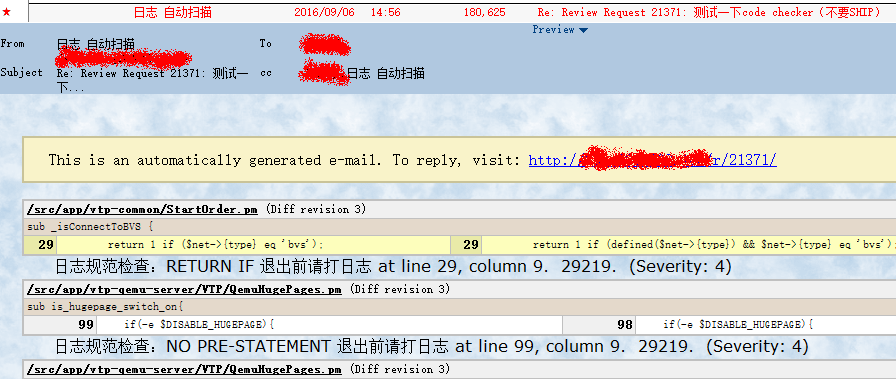 ★ 日志 自动扫描 2016/09/06 14:56 180,625 Re: Review Request 21371: 测试一下code checker (不要SHIP)
Preview
From 日志 自动扫描 To
Subject Re: Review Request 21371: 测试一下... cc 日志 自动扫描
This is an automatically generated e-mail. To reply, visit: http:/ r/21371/
/src/app/vtp-common/StartOrder.pm (Diff revision 3)
sub _isConnectToBVS {
29 return 1 if ($net->{type} eq 'bvs'); 29 return 1 if (defined($net->{type}) && $net->{type} eq 'bvs');
日志规范检查: RETURN IF 退出前请打日志 at line 29, column 9. 29219. (Severity: 4)
/src/app/vtp-qemu-server/VTP/QemuHugePages.pm (Diff revision 3)
sub is_hugepage_switch_on{
99 if(-e $DISABLE_HUGEPAGE){ 98 if(-e $DISABLE_HUGEPAGE){
日志规范检查: NO PRE-STATEMENT 退出前请打日志 at line 99, column 9. 29219. (Severity: 4)
/src/app/vtp-qemu-server/VTP/QemuHugePages.pm (Diff revision 3)